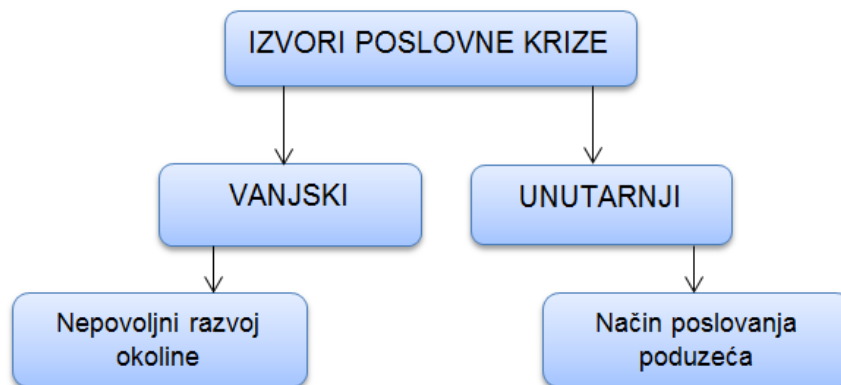 IZVORI POSLOVNE KRIZE
VANJSKI
UNUTARNJI
Nepovoljni razvoj
okoline
Način poslovanja
poduzeća